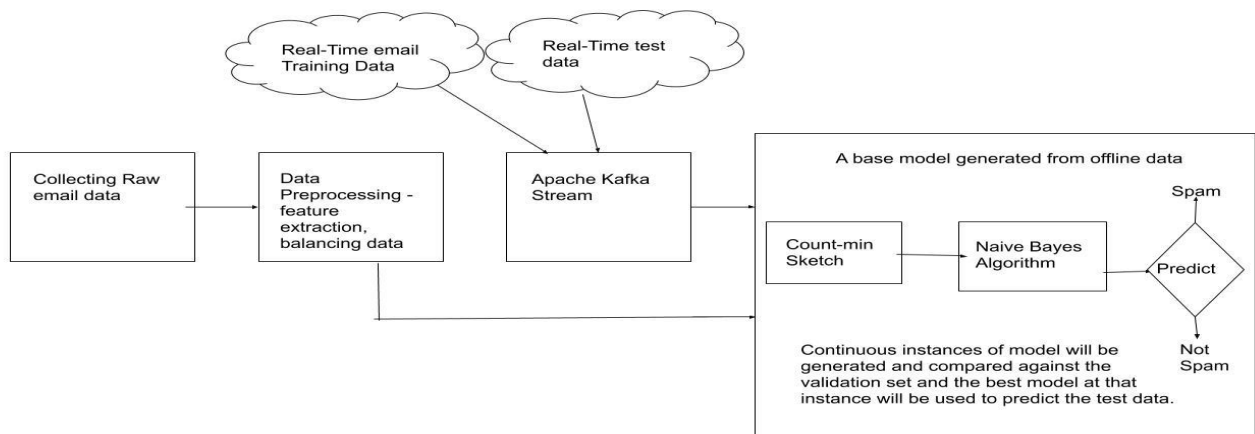 Real-Time email
Training Data
Real-Time test
data
Collecting Raw
email data
Data
Preprocessing -
feature
extraction,
balancing data
Apache Kafka
Stream
A base model generated from offline data
Count-min
Sketch
Naive Bayes
Algorithm
Spam
Predict
Not
Spam
Continuous instances of model will be
generated and compared against the
validation set and the best model at that
instance will be used to predict the test data.